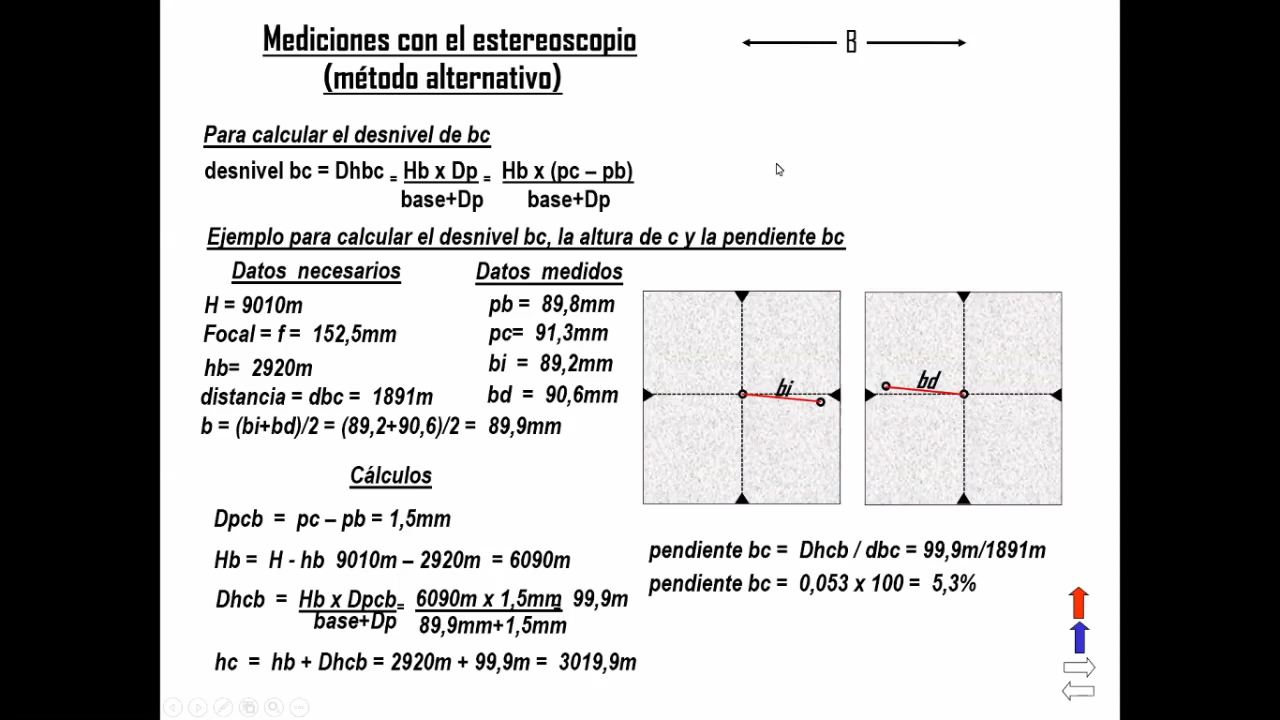 Mediciones con el estereoscopio
(método alternativo)
B
Para calcular el desnivel de bc
desnivel bc = Dhbc = Hb x Dp = Hb x (pc – pb)
base+Dp base+Dp
Ejemplo para calcular el desnivel bc, la altura de c y la pendiente bc
Datos necesarios
H = 9010m
Focal = f = 152,5mm
hb= 2920m
distancia = dbc = 1891m
b = (bi+bd)/2 = (89,2+90,6)/2 = 89,9mm
Datos medidos
pb = 89,8mm
pc= 91,3mm
bi = 89,2mm
bd = 90,6mm
bi
bd
Cálculos
Dpcb = pc – pb = 1,5mm
Hb = H - hb 9010m – 2920m = 6090m
Dhcb = Hb x Dpcb = 6090m x 1,5mm = 99,9m
base+Dp 89,9mm+1,5mm
hc = hb + Dhcb = 2920m + 99,9m = 3019,9m
pendiente bc = Dhcb / dbc = 99,9m/1891m
pendiente bc = 0,053 x 100 = 5,3%